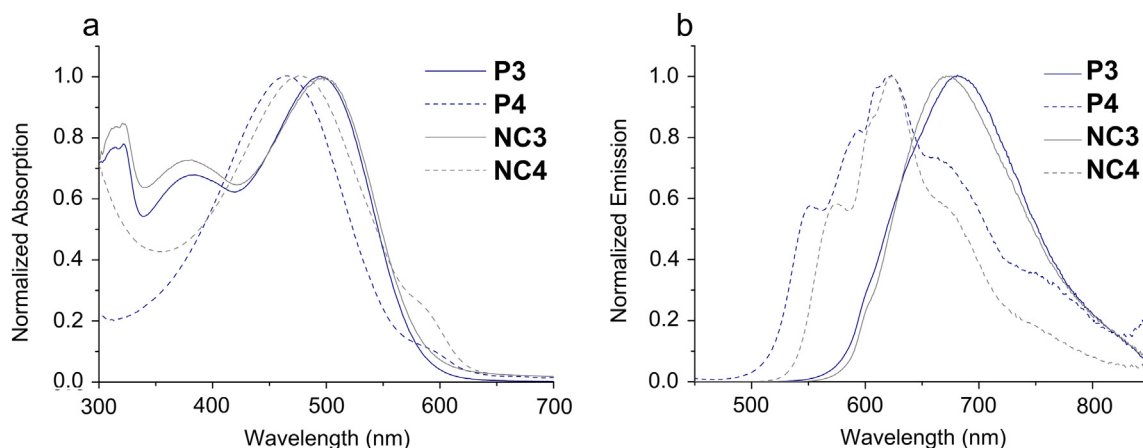 a
P3
P4
NC3
NC4
Normalized Absorption
1.0
0.8
0.6
0.4
0.2
0.0
300
400
500
600
700
Wavelength (nm)
b
P3
P4
NC3
NC4
Normalized Emission
1.0
0.8
0.6
0.4
0.2
0.0
500
600
700
800
Wavelength (nm)